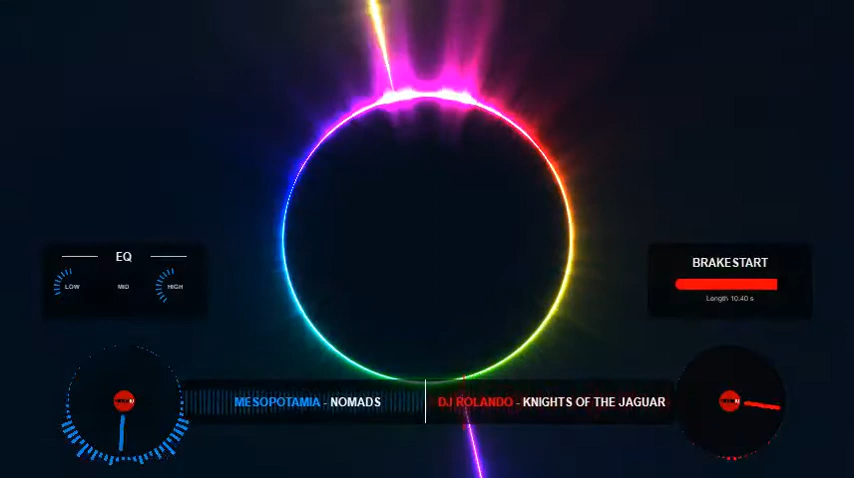 EQ
LOW
MID
HIGH
BRAKESTART
Length 10.40 s
MESOPOTAMIA - NOMADS
DJ ROLANDO - KNIGHTS OF THE JAGUAR